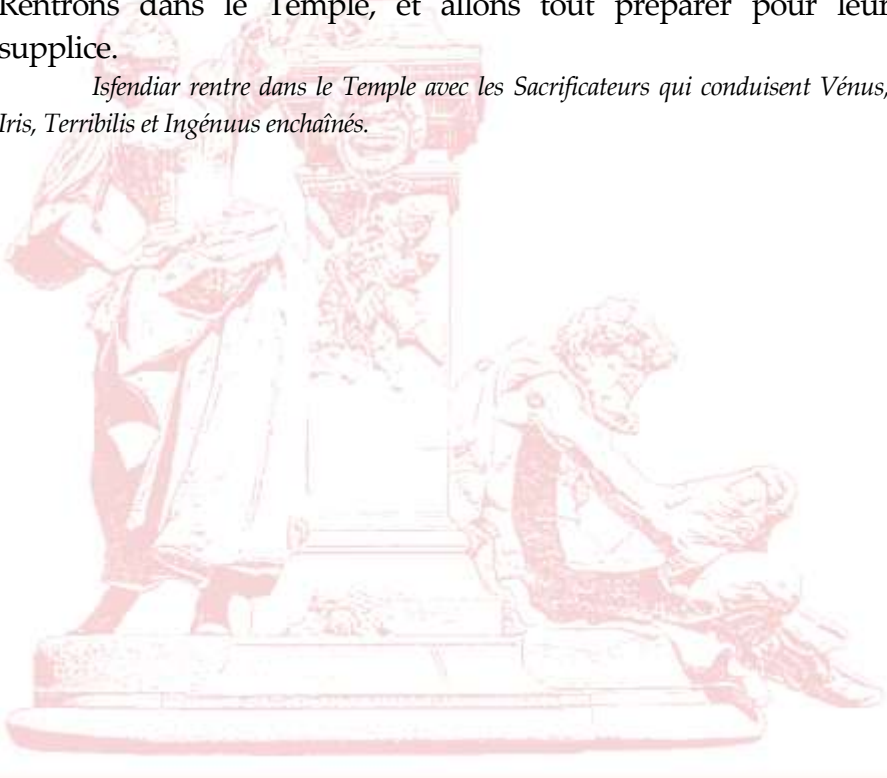 Rentrons dans le Temple, et allons tout préparer pour leur
supplice.
Isfendiar rentre dans le Temple avec les Sacrificateurs qui conduisent Vénus,
Iris, Terribilis et Ingénuus enchaînés.